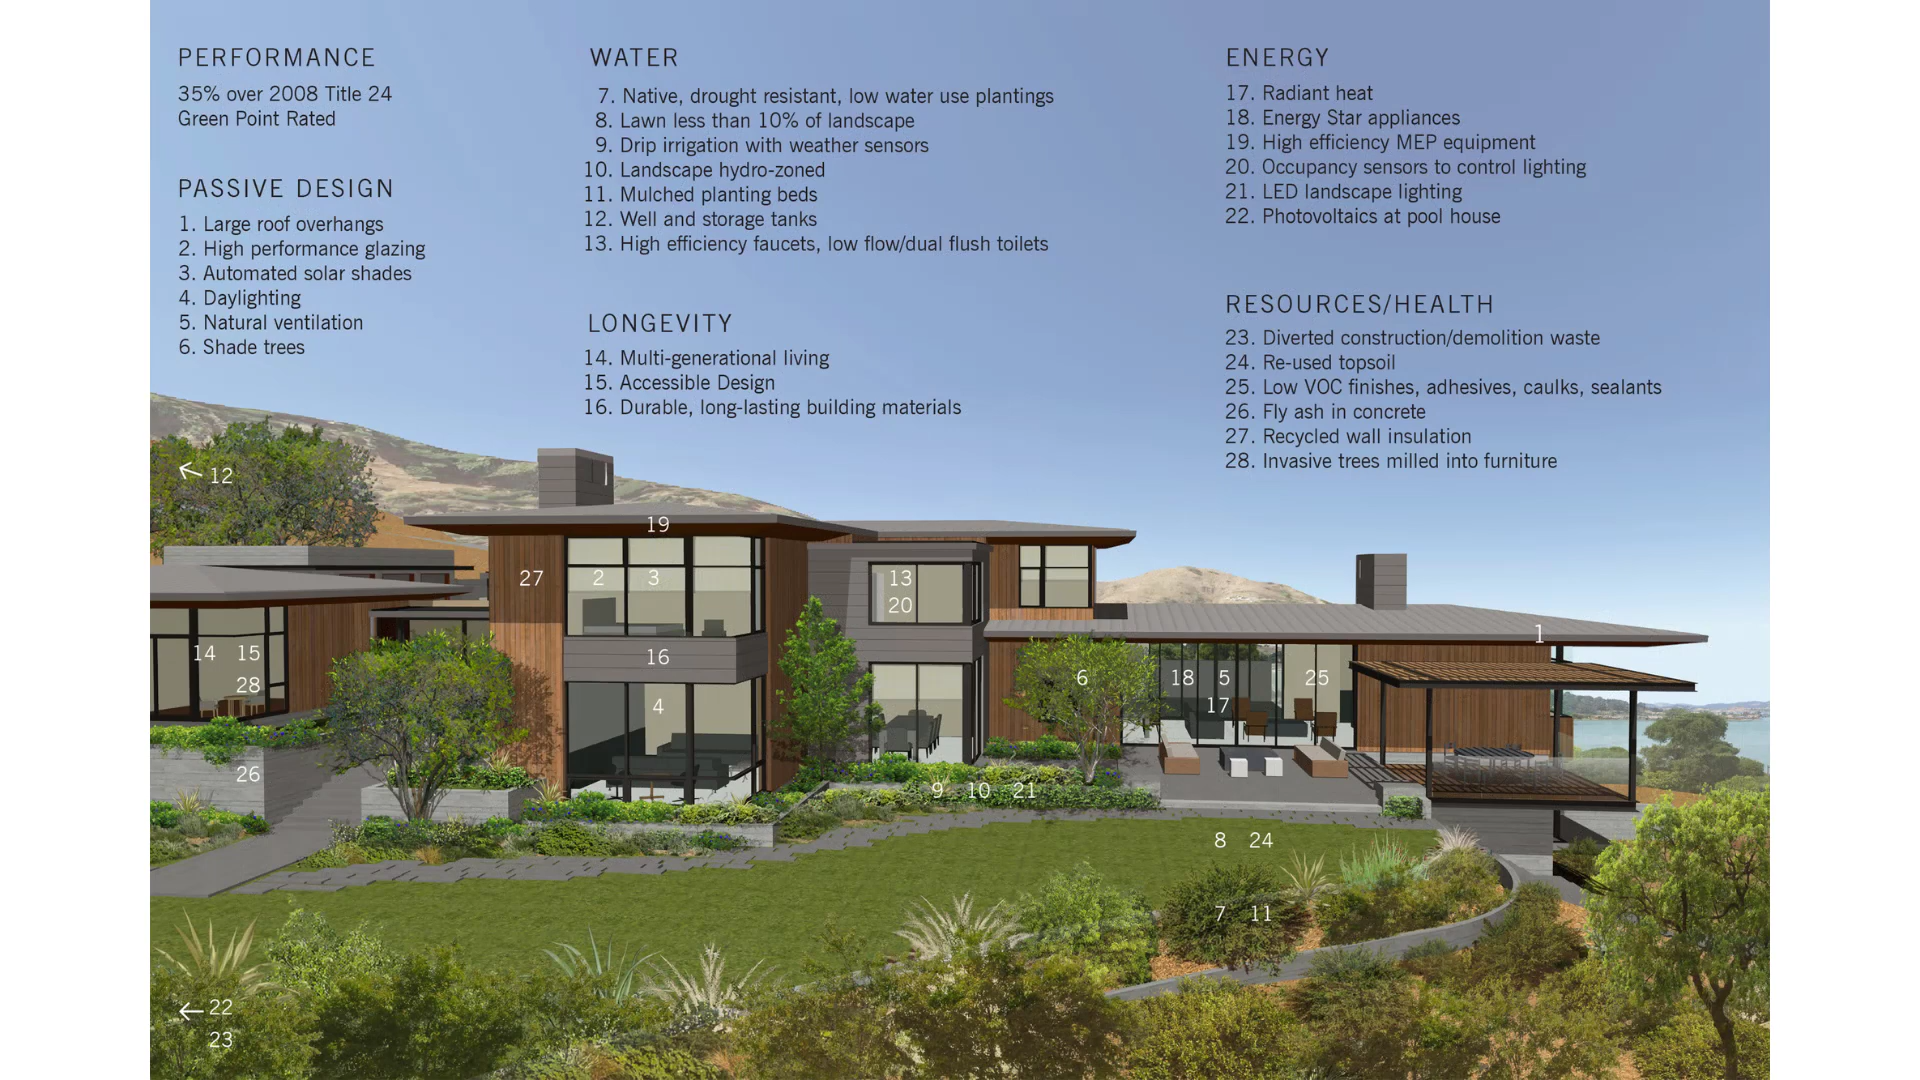 PERFORMANCE
35% over 2008 Title 24
Green Point Rated
PASSIVE DESIGN
1. Large roof overhangs
2. High performance glazing
3. Automated solar shades
4. Daylighting
5. Natural ventilation
6. Shade trees
WATER
7. Native, drought resistant, low water use plantings
8. Lawn less than 10% of landscape
9. Drip irrigation with weather sensors
10. Landscape hydro-zoned
11. Mulched planting beds
12. Well and storage tanks
13. High efficiency faucets, low flow/dual flush toilets
LONGEVITY
14. Multi-generational living
15. Accessible Design
16. Durable, long-lasting building materials
ENERGY
17. Radiant heat
18. Energy Star appliances
19. High efficiency MEP equipment
20. Occupancy sensors to control lighting
21. LED landscape lighting
22. Photovoltaics at pool house
RESOURCES/HEALTH
23. Diverted construction/demolition waste
24. Re-used topsoil
25. Low VOC finishes, adhesives, caulks, sealants
26. Fly ash in concrete
27. Recycled wall insulation
28. Invasive trees milled into furniture
12
19
27 2 3
13
20
1
14 15
28
16
4
6
18 5
17
25
26
9 10 21
8 24
7 11
22
23